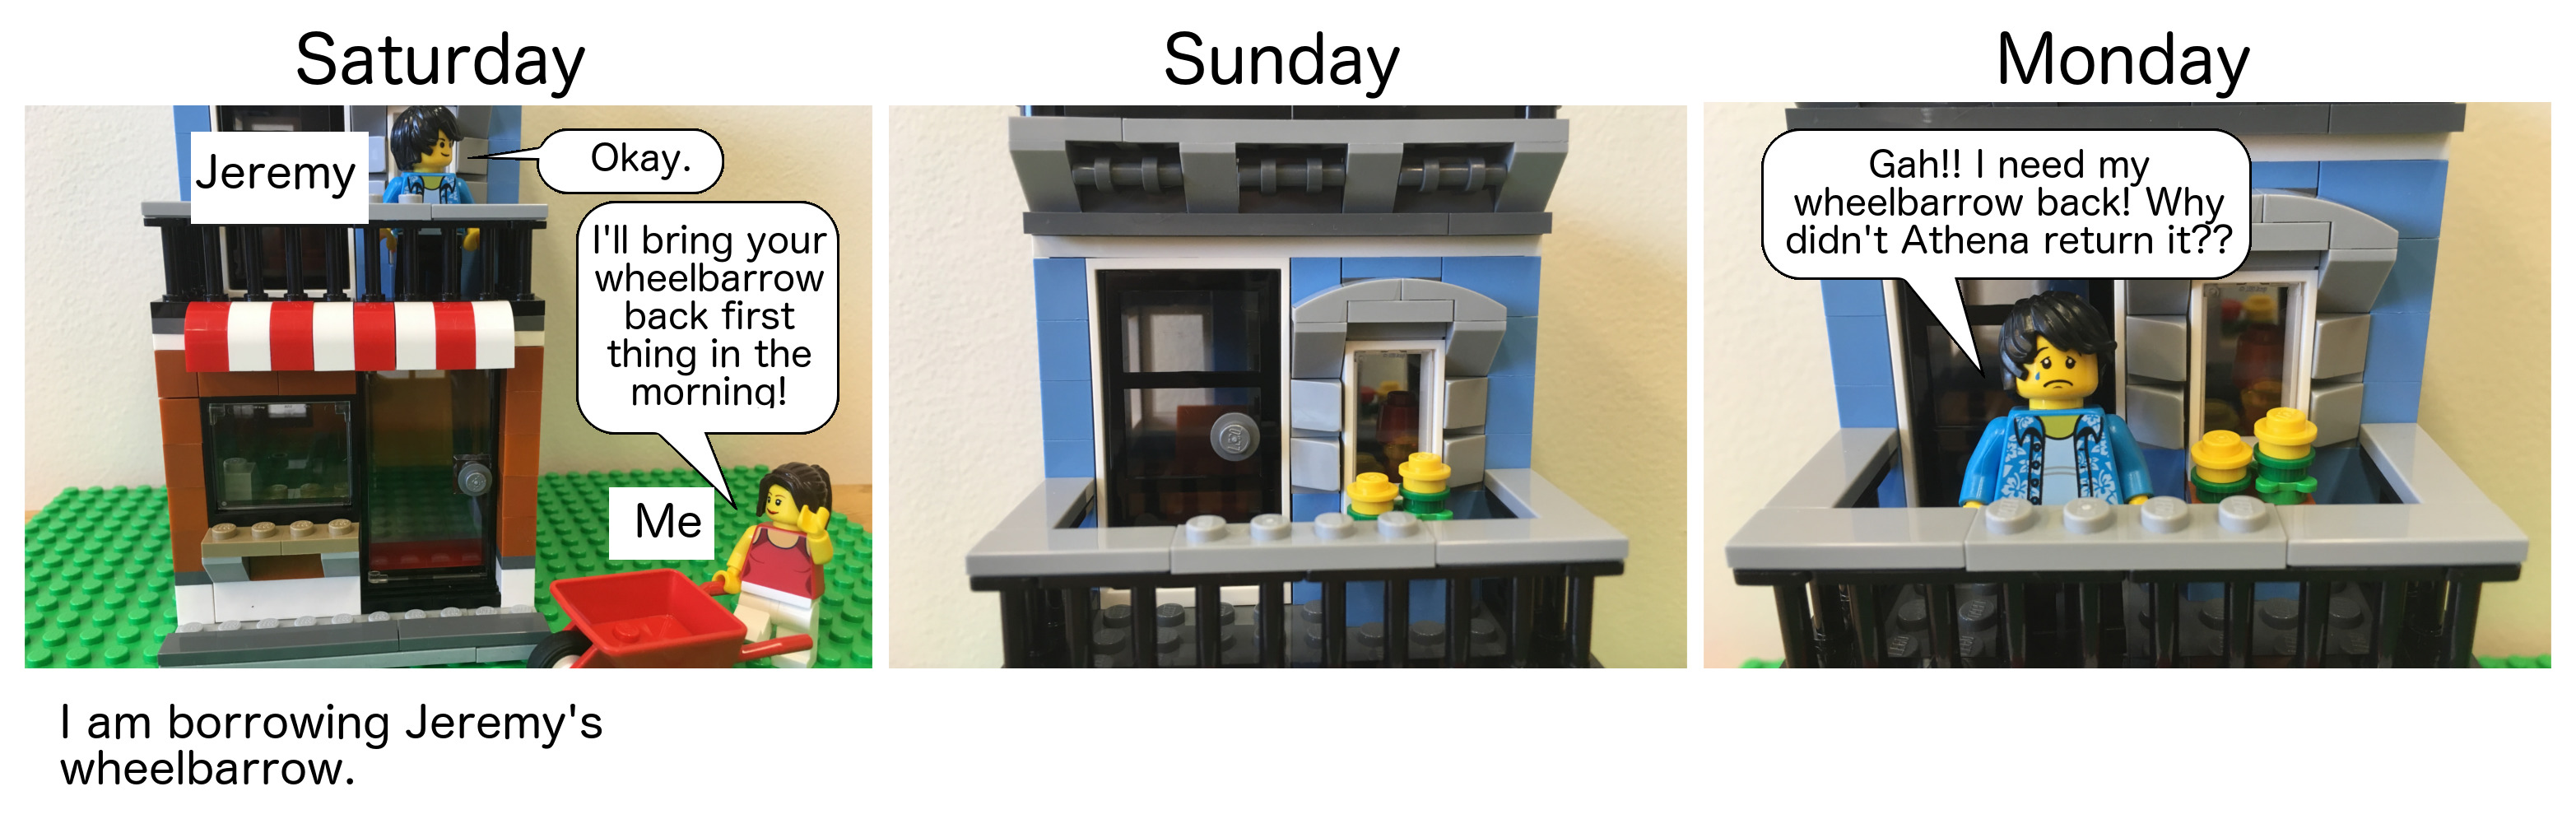 Saturday
Jeremy
Okay.
I'll bring your
wheelbarrow
back first
thing in the
morning!
Me
I am borrowing Jeremy's
wheelbarrow.
Sunday
Monday
Gah!! I need my
wheelbarrow back! Why
didn't Athena return it??